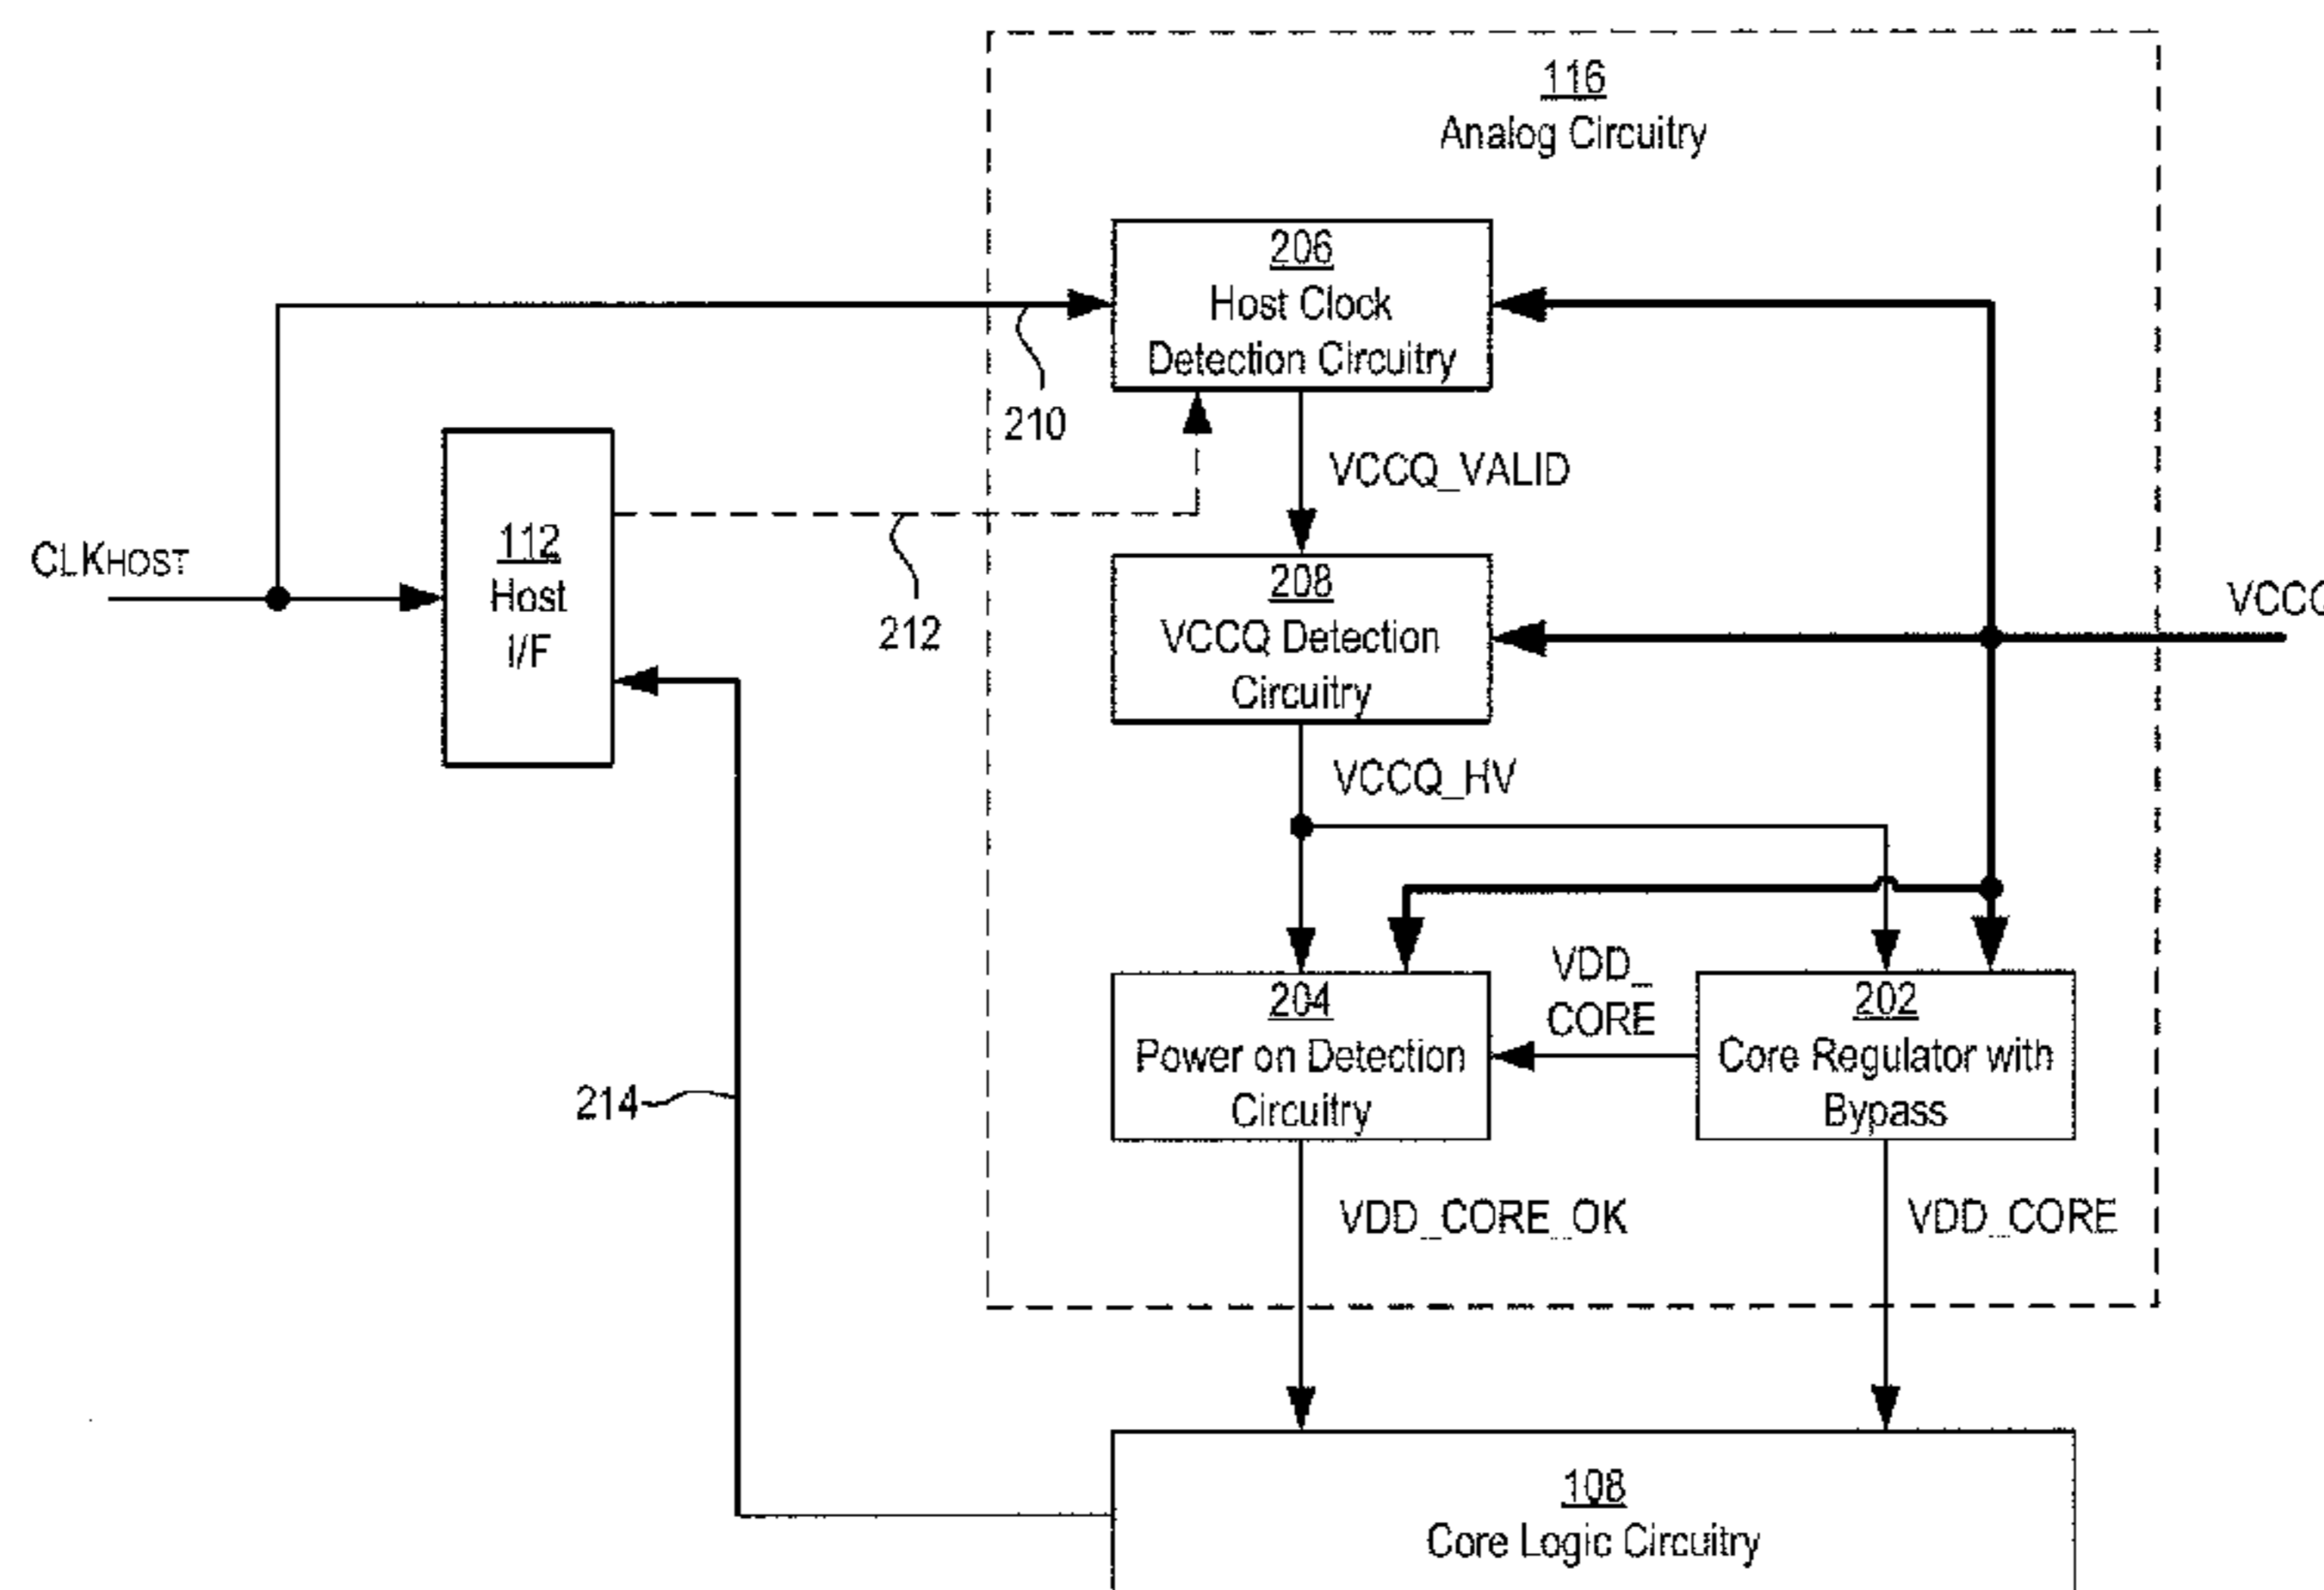 116
Analog Circuitry
206
Host Clock
Detection Circuitry
210
VCCQ_VALID
112
Host
I/F
CLKHOST
212
208
VCCQ Detection
Circuitry
VCCQ_HV
204
Power on Detection
Circuitry
VDD_
CORE
202
Core Regulator with
Bypass
214
VDD_CORE_OK
VDD_CORE
108
Core Logic Circuitry